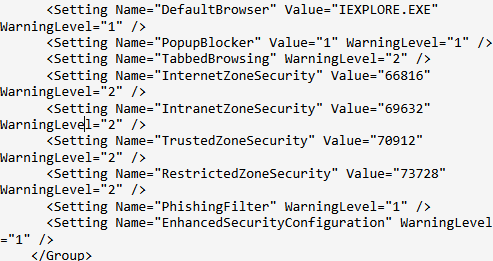 <Setting Name="DefaultBrowser" Value="IEXPLORE.EXE"
WarningLevel="1" />
<Setting Name="PopupBlocker" Value="1" WarningLevel="1" />
<Setting Name="TabbedBrowsing" WarningLevel="2" />
<Setting Name="InternetZoneSecurity" Value="66816"
WarningLevel="2" />
<Setting Name="IntranetZoneSecurity" Value="69632"
WarningLevel="2" />
<Setting Name="TrustedZoneSecurity" Value="70912"
WarningLevel="2" />
<Setting Name="RestrictedZoneSecurity" Value="73728"
WarningLevel="2" />
<Setting Name="PhishingFilter" WarningLevel="1" />
<Setting Name="EnhancedSecurityConfiguration" WarningLevel
="1" />
</Group>